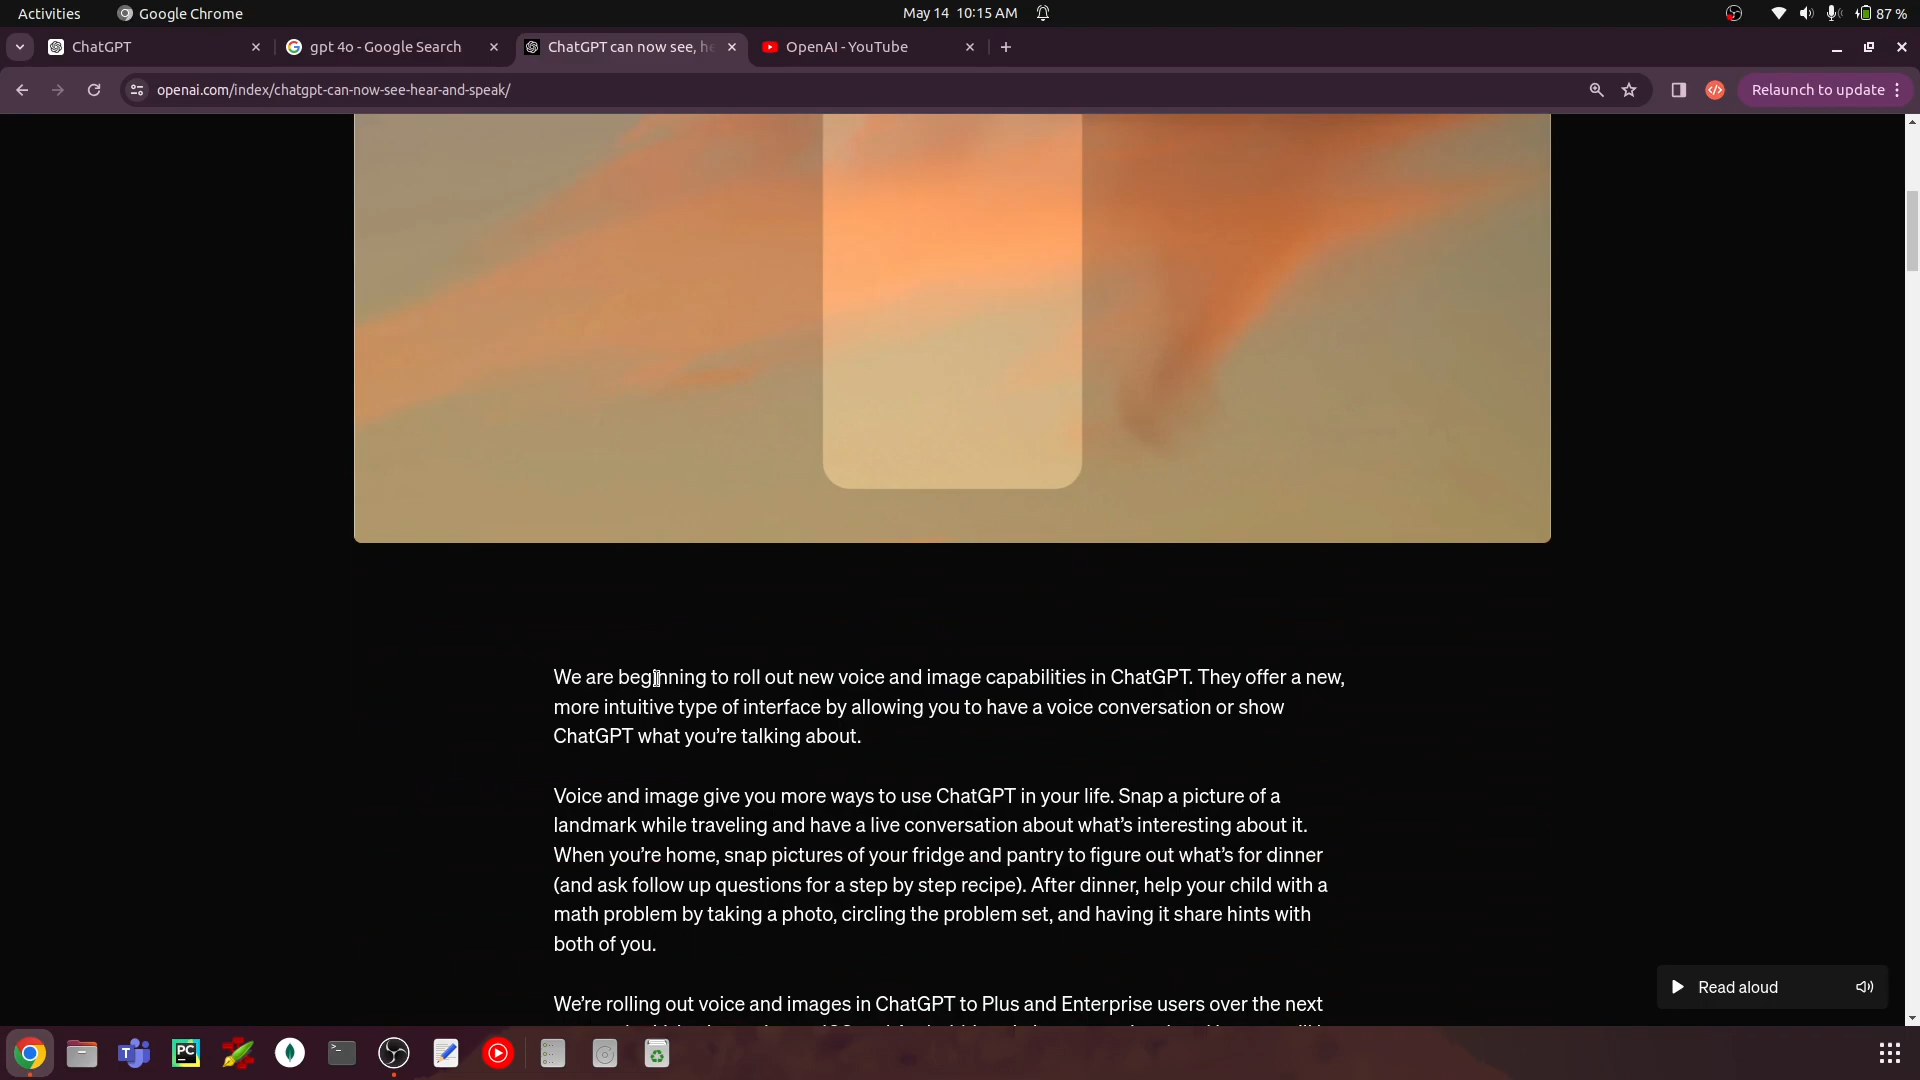 Activities Google Chrome May 14 10:15 AM 87 %
ChatGPT gpt 4o - Google Search ChatGPT can now see, he OpenAI - YouTube
openai.com/index/chatgpt-can-now-see-hear-and-speak/ Relaunch to update
We are beginning to roll out new voice and image capabilities in ChatGPT. They offer a new,
more intuitive type of interface by allowing you to have a voice conversation or show
ChatGPT what you’re talking about.
Voice and image give you more ways to use ChatGPT in your life. Snap a picture of a
landmark while traveling and have a live conversation about what’s interesting about it.
When you’re home, snap pictures of your fridge and pantry to figure out what’s for dinner
(and ask follow up questions for a step by step recipe). After dinner, help your child with a
math problem by taking a photo, circling the problem set, and having it share hints with
both of you.
Read aloud
We’re rolling out voice and images in ChatGPT to Plus and Enterprise users over the next
PC